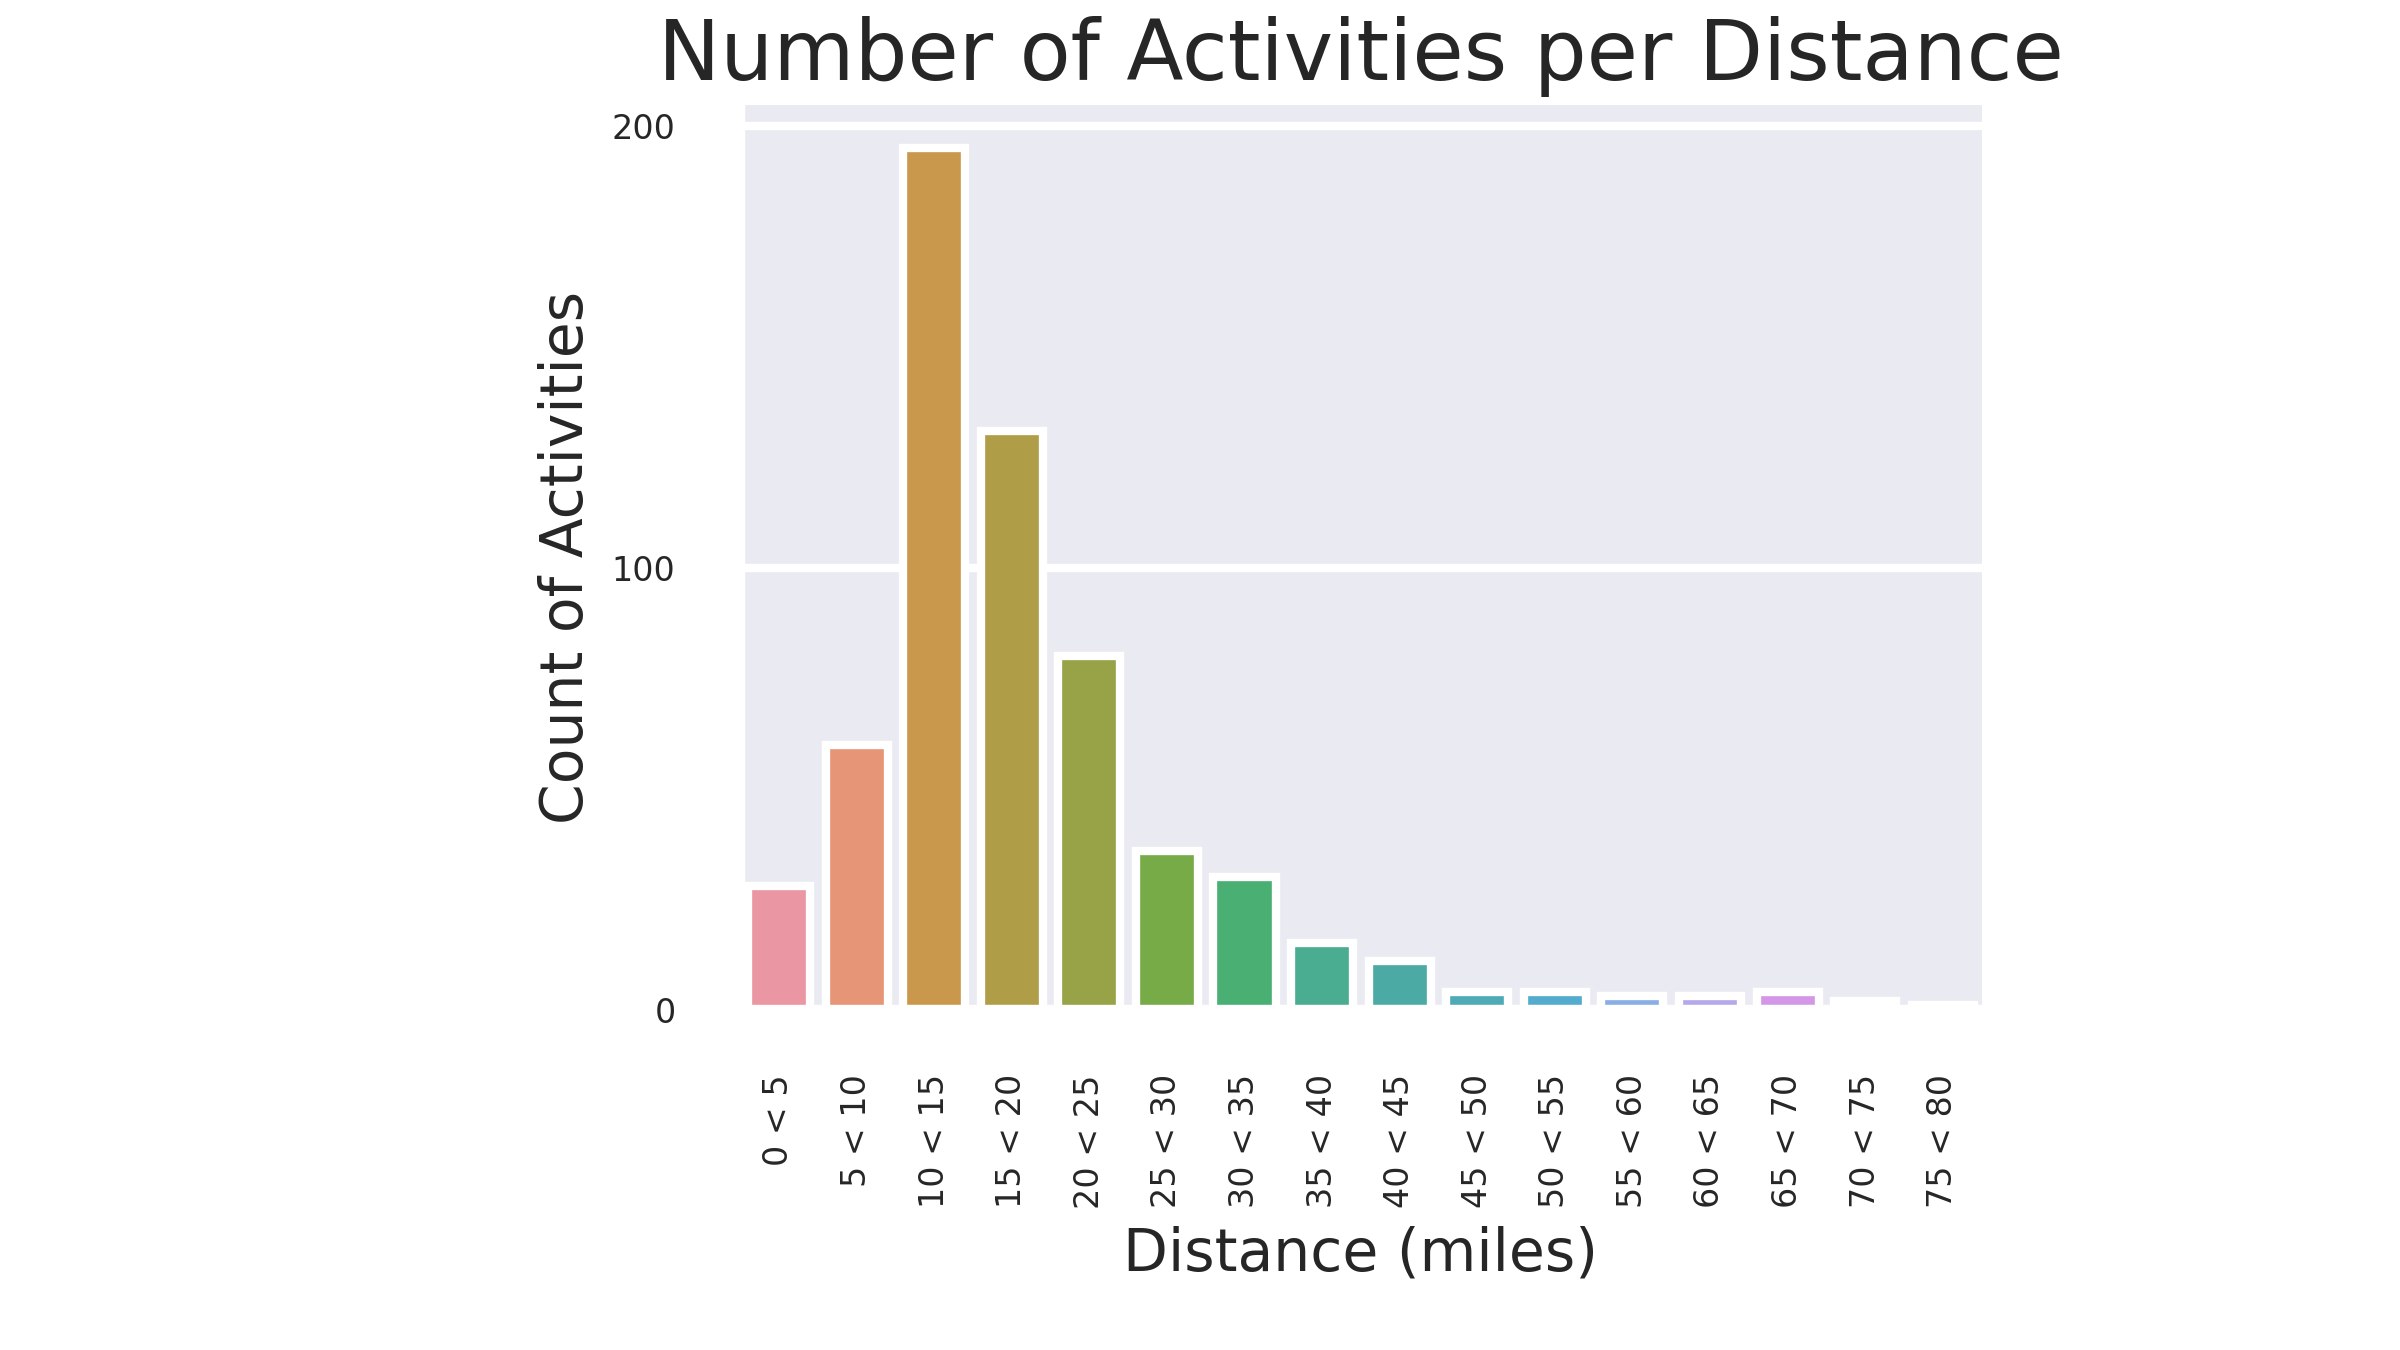 Number of Activities per Distance
Count of Activities
200
100
0
0 < 5
5 < 10
10 < 15
15 < 20
20 < 25
25 < 30
30 < 35
35 < 40
40 < 45
45 < 50
50 < 55
55 < 60
60 < 65
65 < 70
70 < 75
75 < 80
Distance (miles)